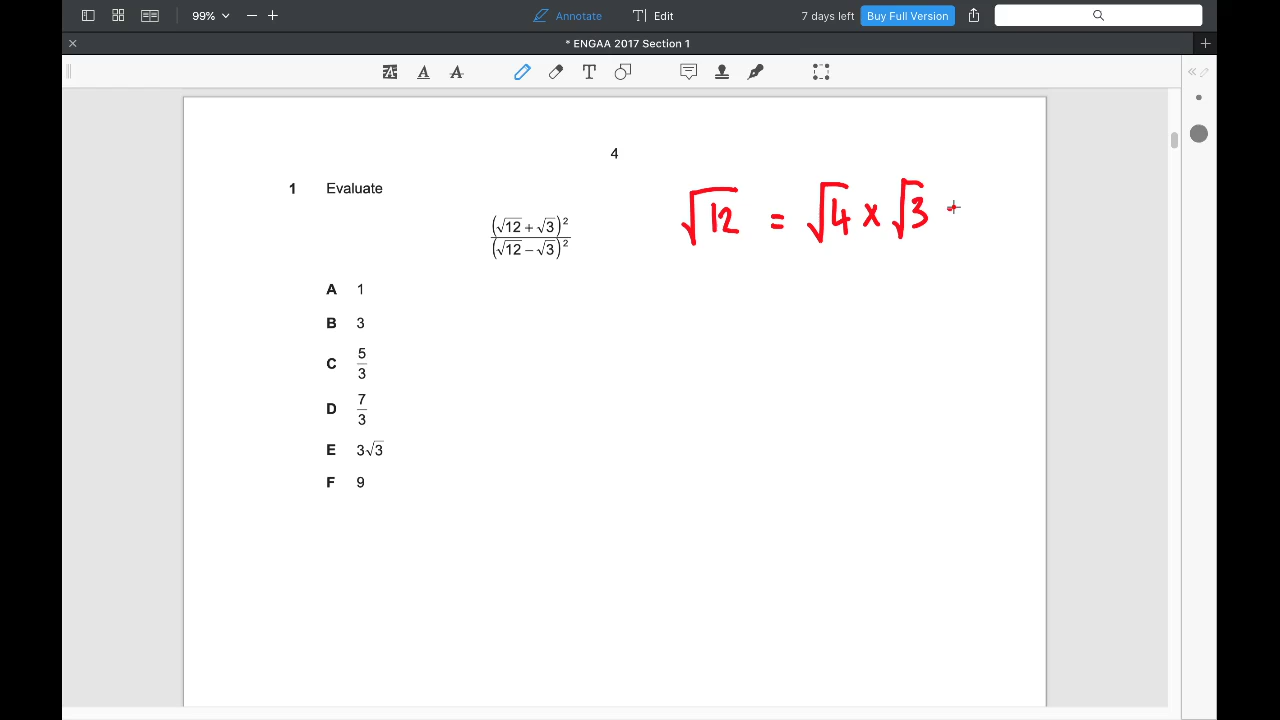 99% Annotate Edit 7 days left Buy Full Version
* ENGAA 2017 Section 1
4
1 Evaluate
(√12 + √3)²
(√12 − √3)²
√12 = √4 × √3
A 1
B 3
C 5/3
D 7/3
E 3√3
F 9